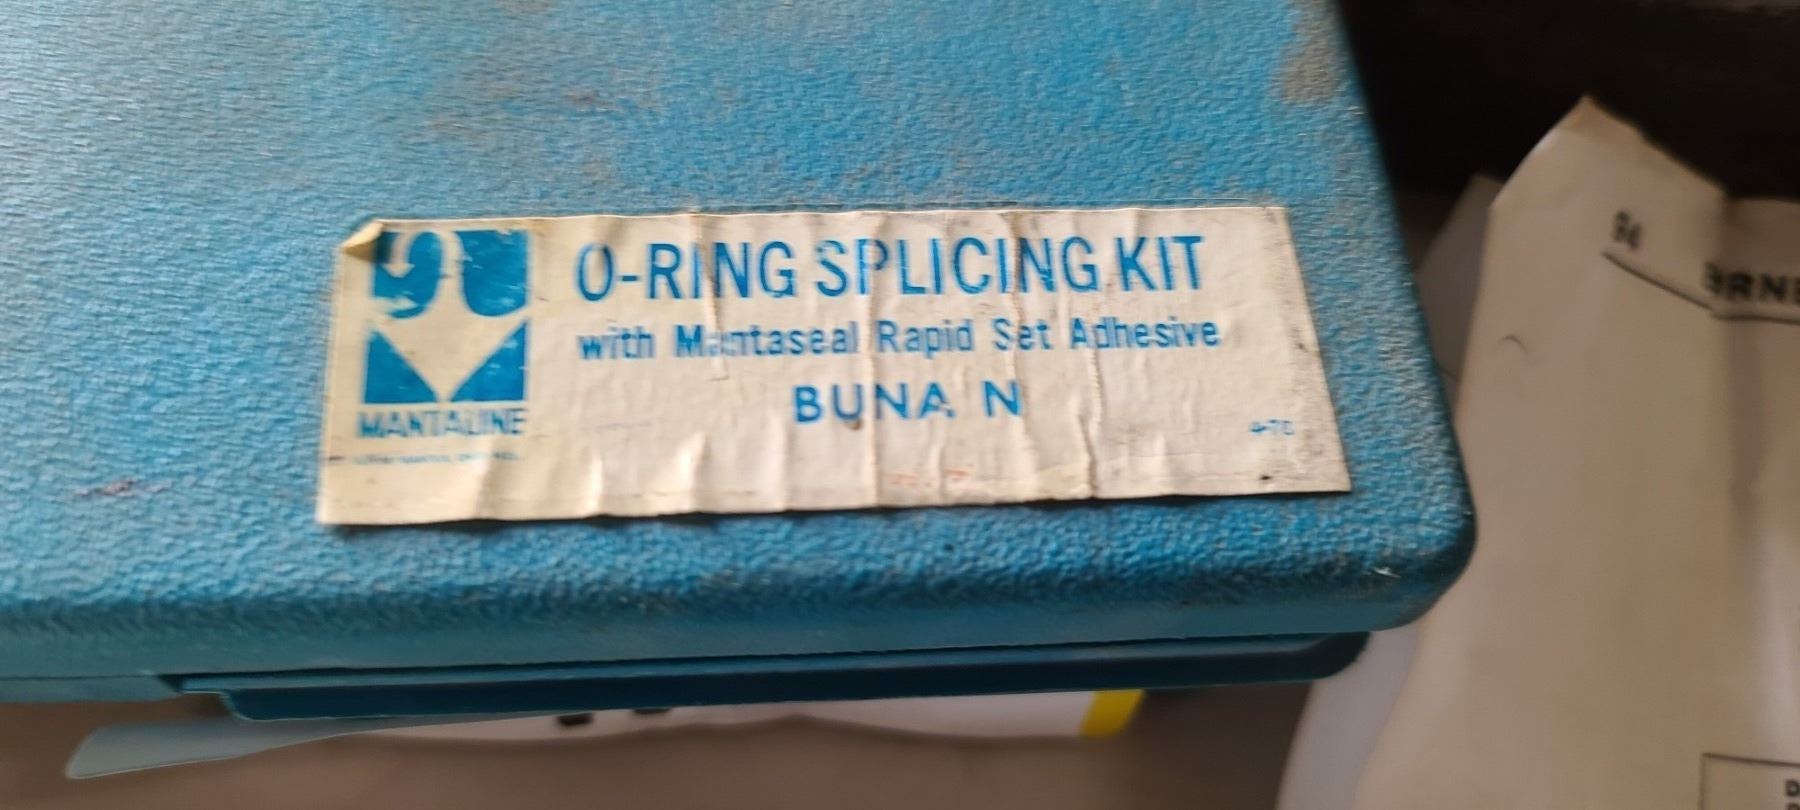 O-RING SPLICING KIT
with Mantaseal Rapid Set Adhesive
BUNA N
MANTALINE